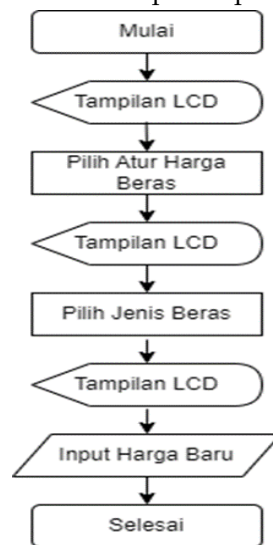 Mulai
Tampilan LCD
Pilih Atur Harga
Beras
Tampilan LCD
Pilih Jenis Beras
Tampilan LCD
Input Harga Baru
Selesai